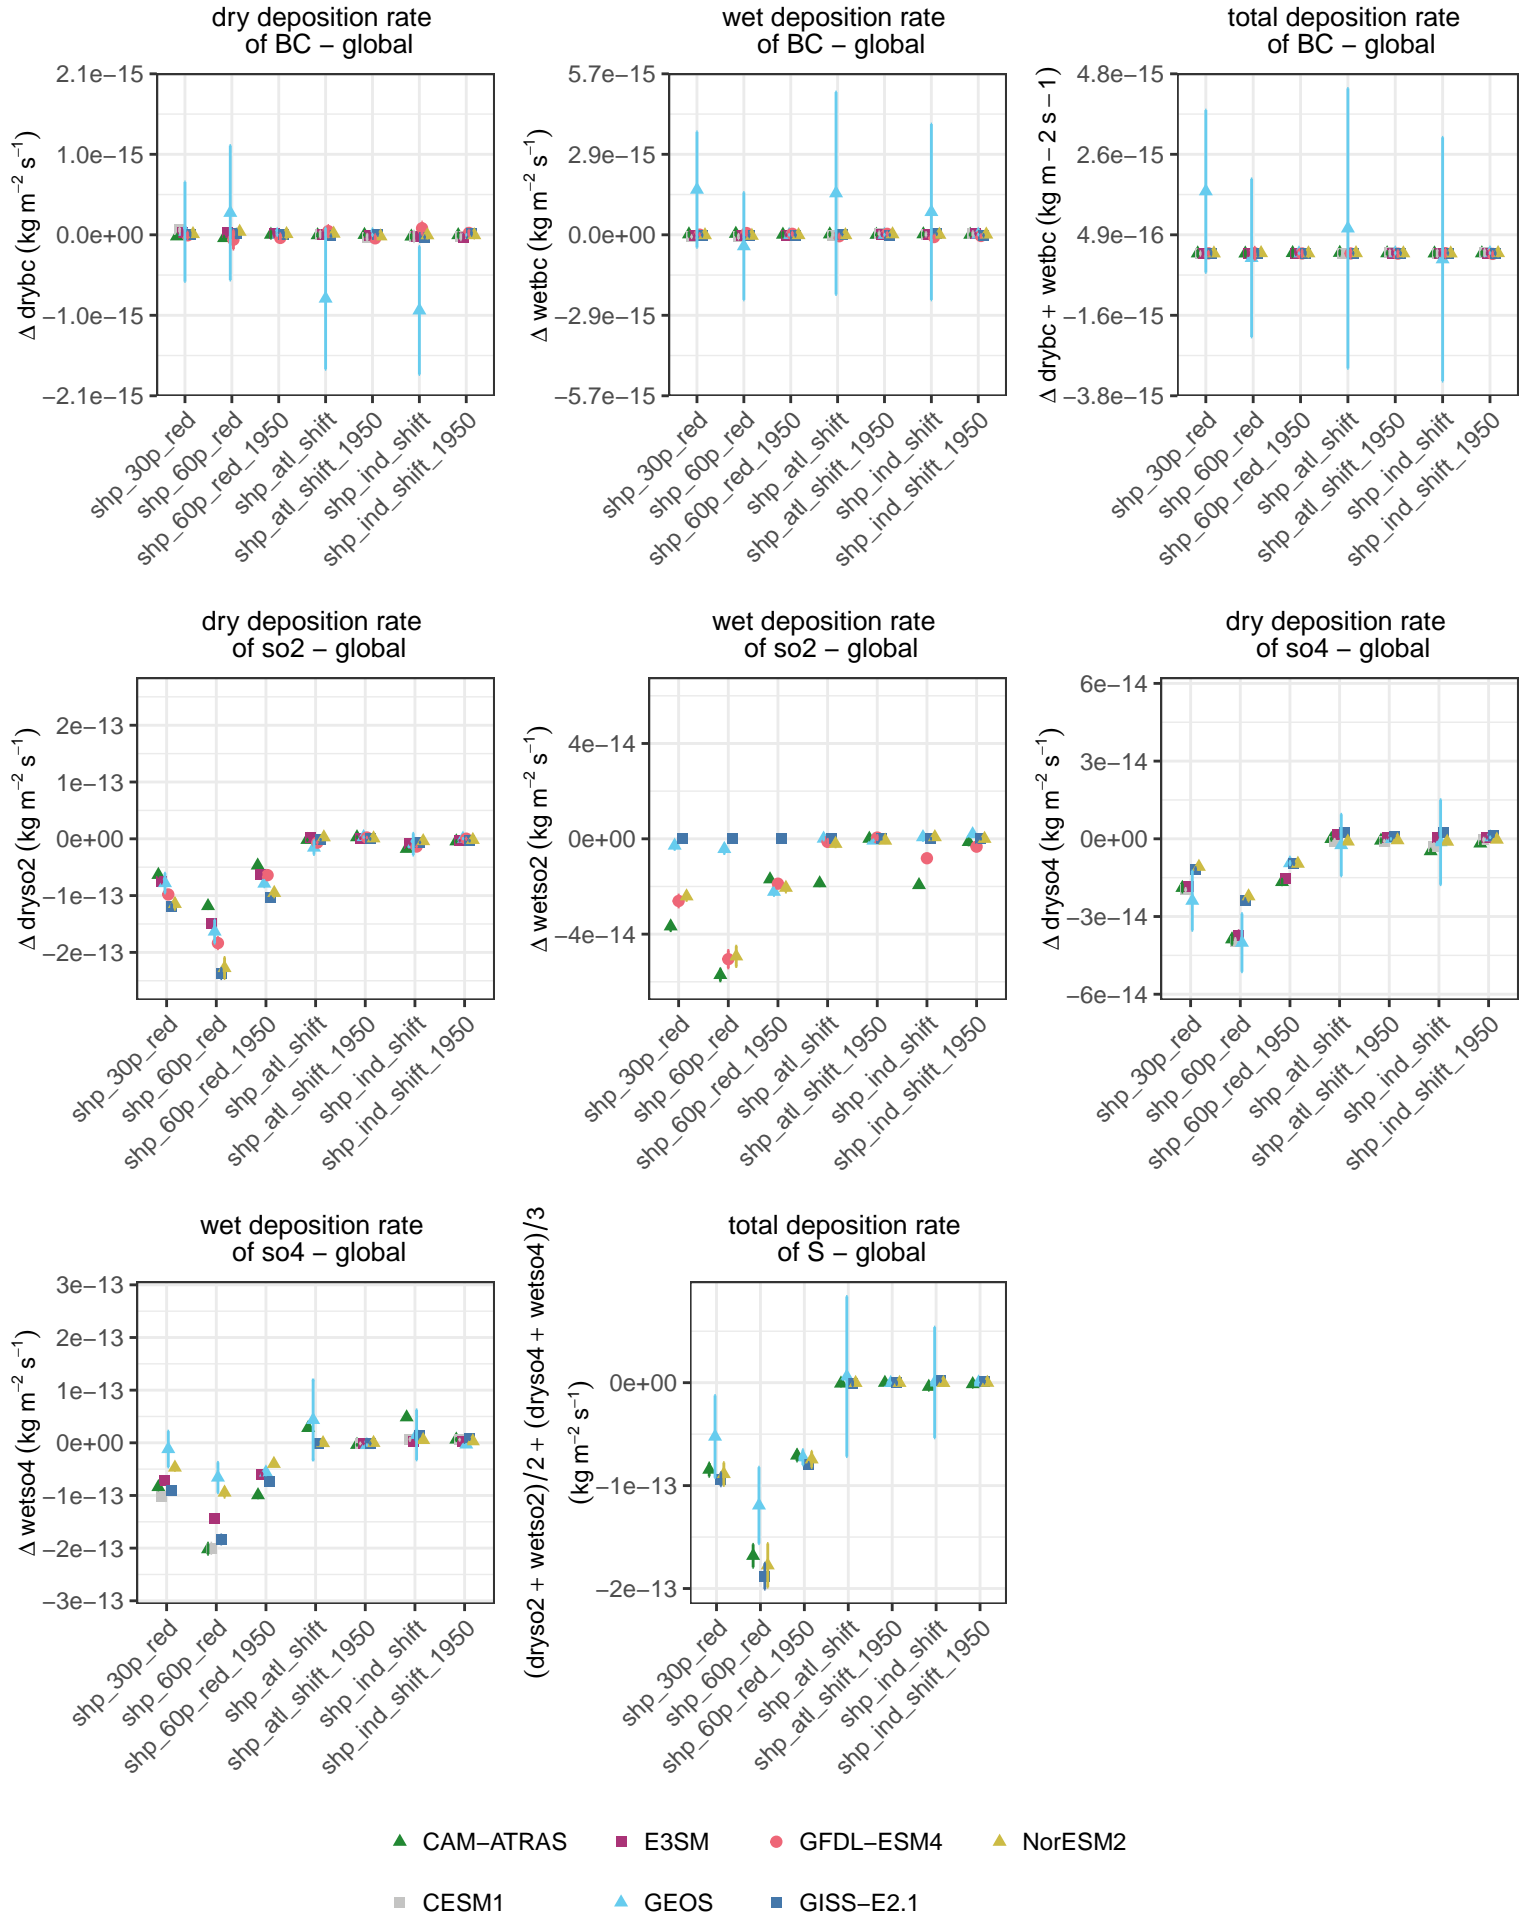 dry deposition rate
of BC − global
Δ drybc (kg m−2 s−1)
2.1e−15
1.0e−15
0.0e+00
−1.0e−15
−2.1e−15
shp_30p_red
shp_60p_red
shp_60p_red_1950
shp_atl_shift
shp_atl_shift_1950
shp_ind_shift
shp_ind_shift_1950
wet deposition rate
of BC − global
Δ wetbc (kg m−2 s−1)
5.7e−15
2.9e−15
0.0e+00
−2.9e−15
−5.7e−15
shp_30p_red
shp_60p_red
shp_60p_red_1950
shp_atl_shift
shp_atl_shift_1950
shp_ind_shift
shp_ind_shift_1950
total deposition rate
of BC − global
Δ drybc + wetbc (kg m − 2 s − 1)
4.8e−15
2.6e−15
4.9e−16
−1.6e−15
−3.8e−15
shp_30p_red
shp_60p_red
shp_60p_red_1950
shp_atl_shift
shp_atl_shift_1950
shp_ind_shift
shp_ind_shift_1950
dry deposition rate
of so2 − global
Δ dryso2 (kg m−2 s−1)
2e−13
1e−13
0e+00
−1e−13
−2e−13
shp_30p_red
shp_60p_red
shp_60p_red_1950
shp_atl_shift
shp_atl_shift_1950
shp_ind_shift
shp_ind_shift_1950
wet deposition rate
of so2 − global
Δ wetso2 (kg m−2 s−1)
4e−14
0e+00
−4e−14
shp_30p_red
shp_60p_red
shp_60p_red_1950
shp_atl_shift
shp_atl_shift_1950
shp_ind_shift
shp_ind_shift_1950
dry deposition rate
of so4 − global
Δ dryso4 (kg m−2 s−1)
6e−14
3e−14
0e+00
−3e−14
−6e−14
shp_30p_red
shp_60p_red
shp_60p_red_1950
shp_atl_shift
shp_atl_shift_1950
shp_ind_shift
shp_ind_shift_1950
wet deposition rate
of so4 − global
Δ wetso4 (kg m−2 s−1)
3e−13
2e−13
1e−13
0e+00
−1e−13
−2e−13
−3e−13
shp_30p_red
shp_60p_red
shp_60p_red_1950
shp_atl_shift
shp_atl_shift_1950
shp_ind_shift
shp_ind_shift_1950
total deposition rate
of S − global
(dryso2 + wetso2)/2 + (dryso4 + wetso4)/3
(kg m−2 s−1)
0e+00
−1e−13
−2e−13
shp_30p_red
shp_60p_red
shp_60p_red_1950
shp_atl_shift
shp_atl_shift_1950
shp_ind_shift
shp_ind_shift_1950
CAM−ATRAS E3SM GFDL−ESM4 NorESM2
CESM1 GEOS GISS−E2.1